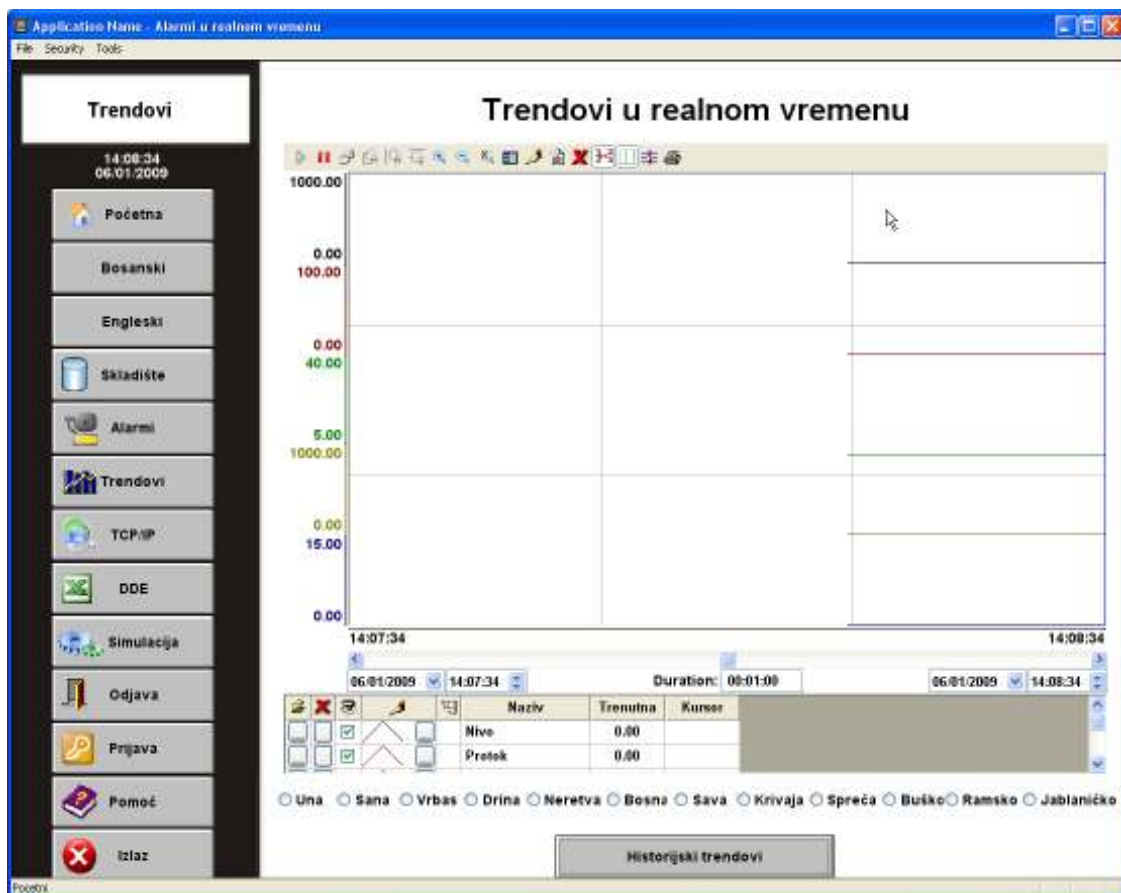 Application Name - Alarmi u realnom vremenu
File Security Tools
Trendovi
14:08:34
06/01/2009
Početna
Bosanski
Engleski
Skladište
Alarmi
Trendovi
TCP/IP
DDE
Simulacija
Odjava
Prijava
Pomoć
Izlaz
Trendovi u realnom vremenu
1000.00
0.00
100.00
0.00
40.00
5.00
1000.00
0.00
15.00
0.00
14:07:34 14:08:34
06/01/2009 14:07:34 Duration: 00:01:00 06/01/2009 14:08:34
Naziv Trenutna Kursor
Nivo 0.00
Protok 0.00
Una Sana Vrbas Drina Neretva Bosna Sava Krivaja Spreča Buško Ramsko Jablaničko
Historijski trendovi
Pocetni